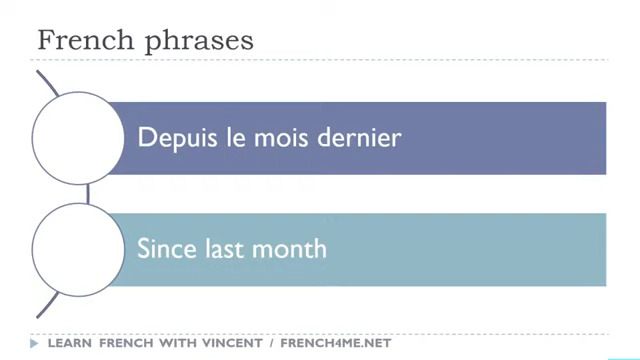 French phrases
Depuis le mois dernier
Since last month
LEARN FRENCH WITH VINCENT / FRENCH4ME.NET